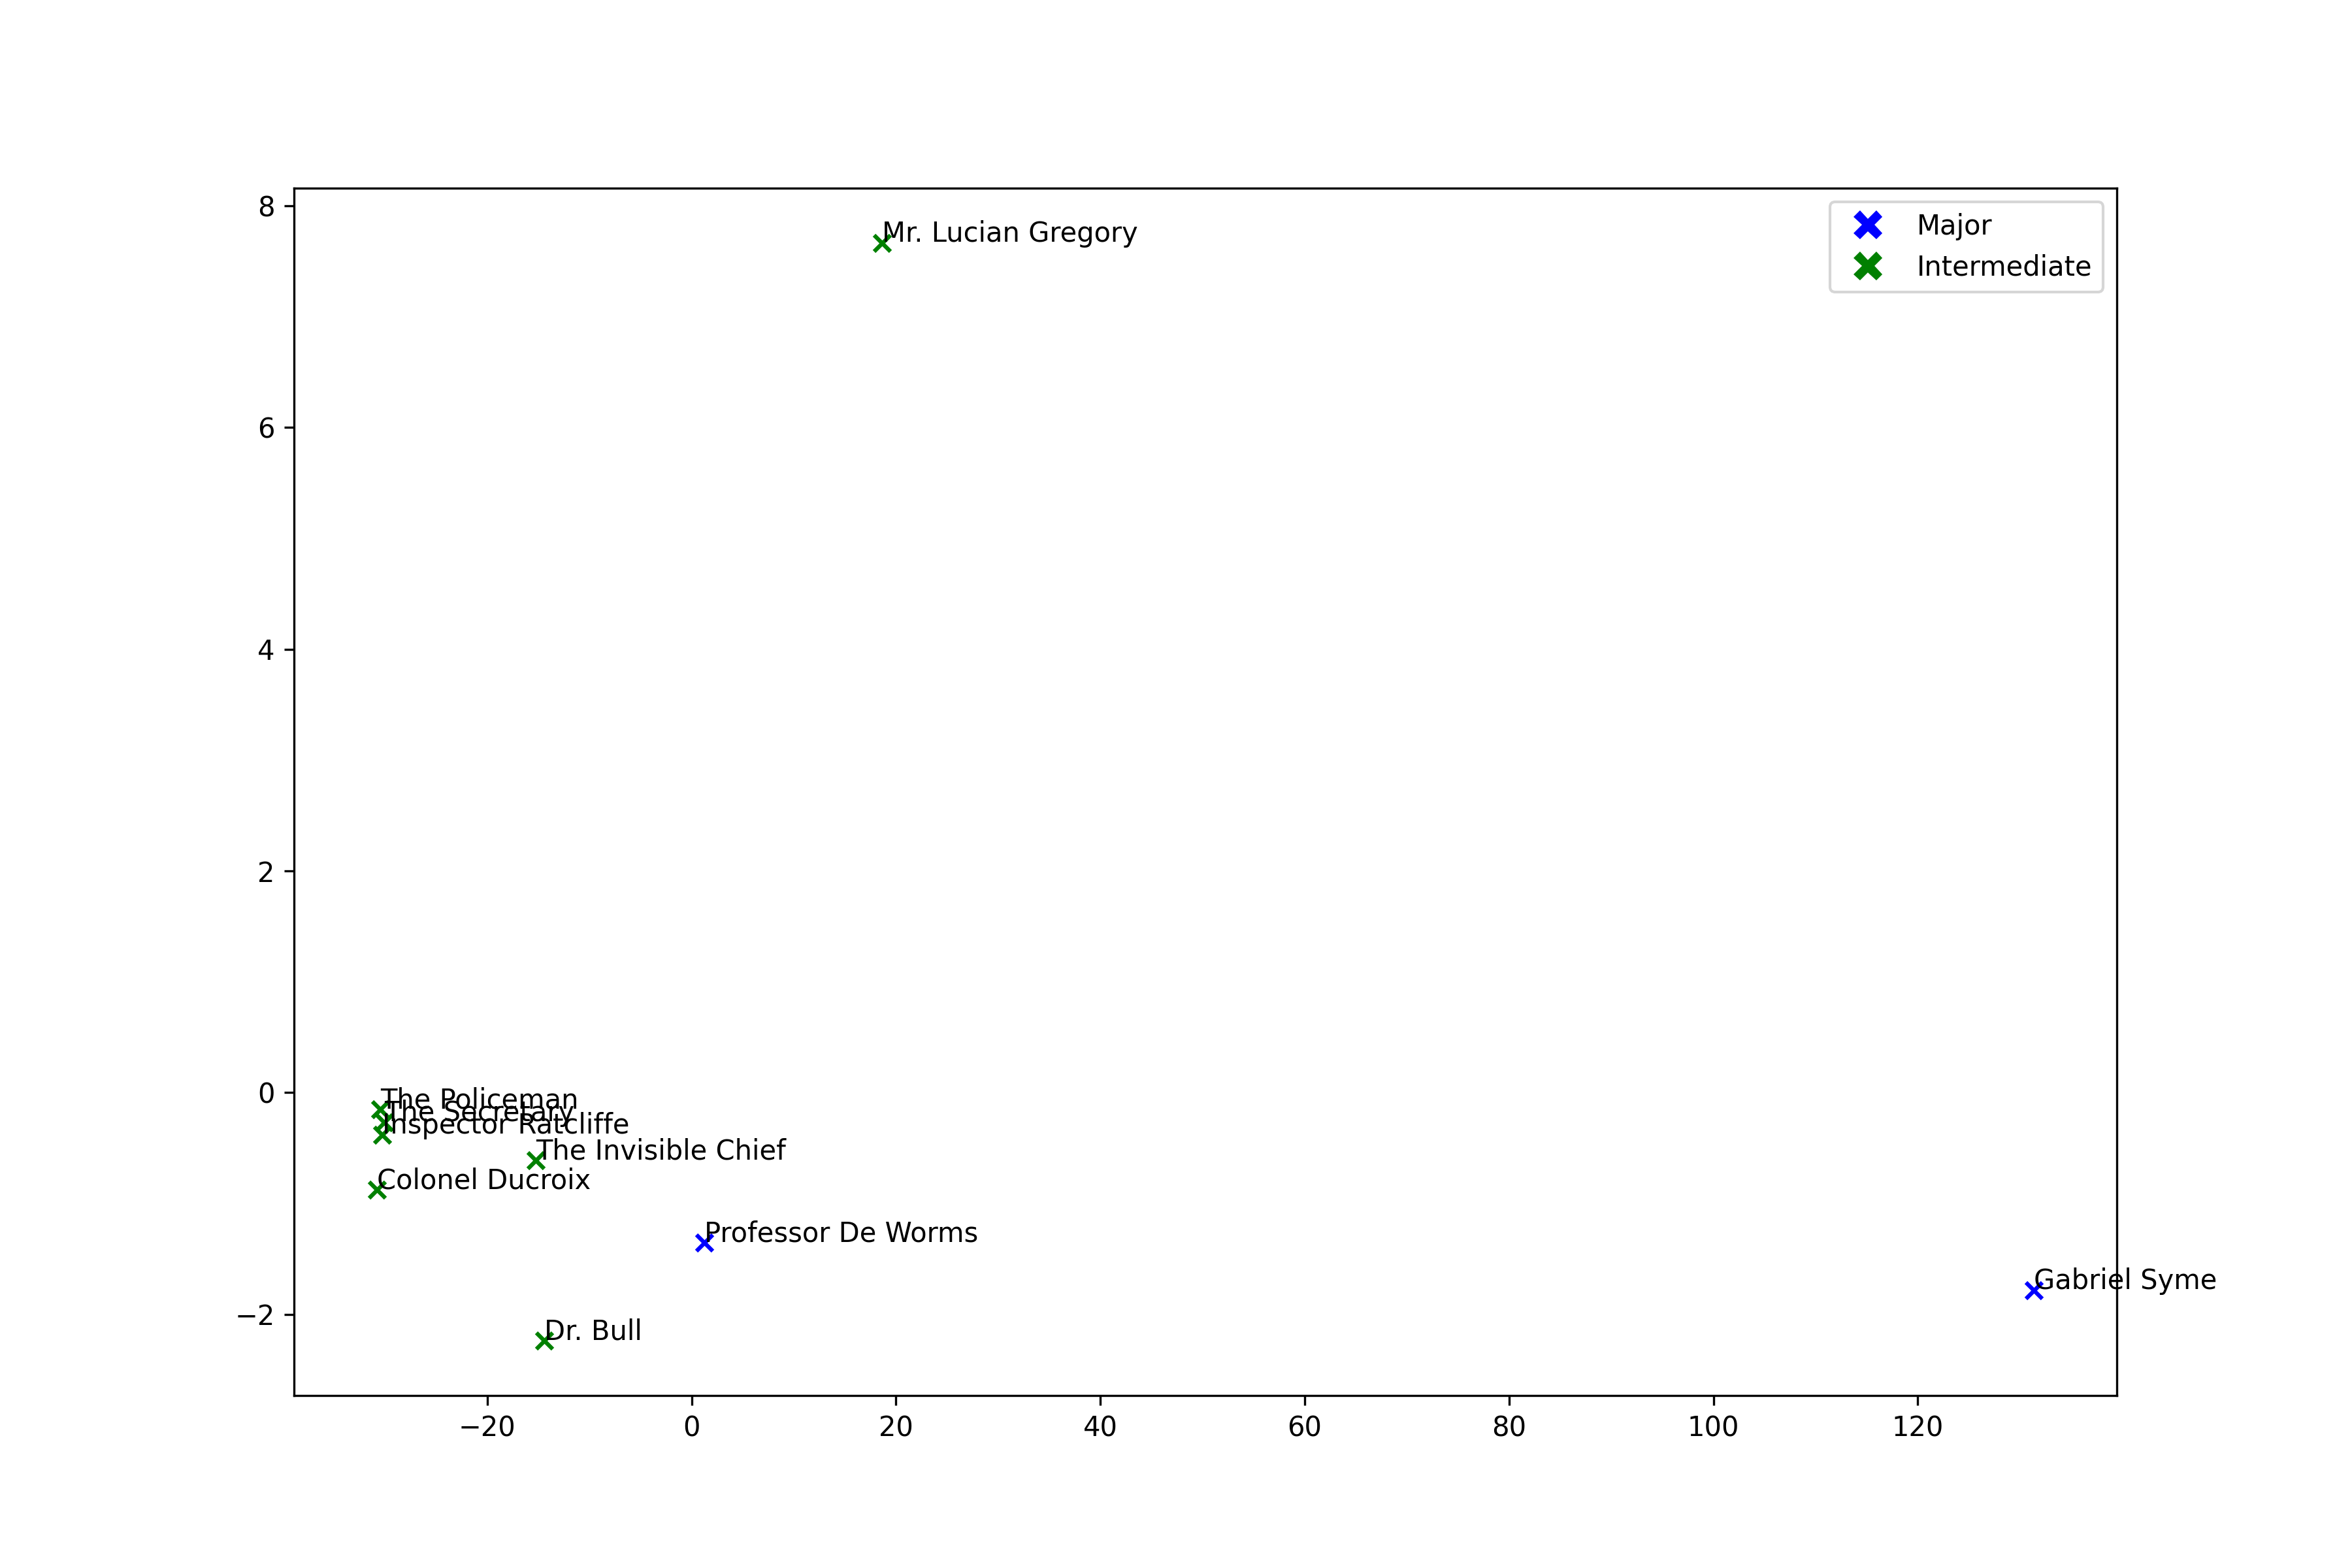 8
6
4
2
0
−2
Mr. Lucian Gregory
Major
Intermediate
The Policeman
The Secretary
Inspector Ratcliffe
The Invisible Chief
Colonel Ducroix
Professor De Worms
Gabriel Syme
Dr. Bull
−20 0 20 40 60 80 100 120